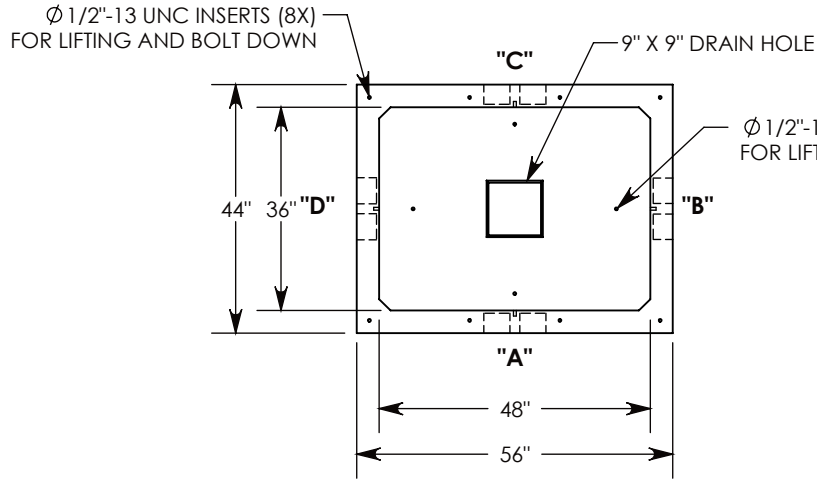 Ø 1/2"-13 UNC INSERTS (8X)
FOR LIFTING AND BOLT DOWN
"C"
9" X 9" DRAIN HOLE
Ø 1/2"-1
FOR LIFT
44"
36"
"D"
"B"
"A"
48"
56"